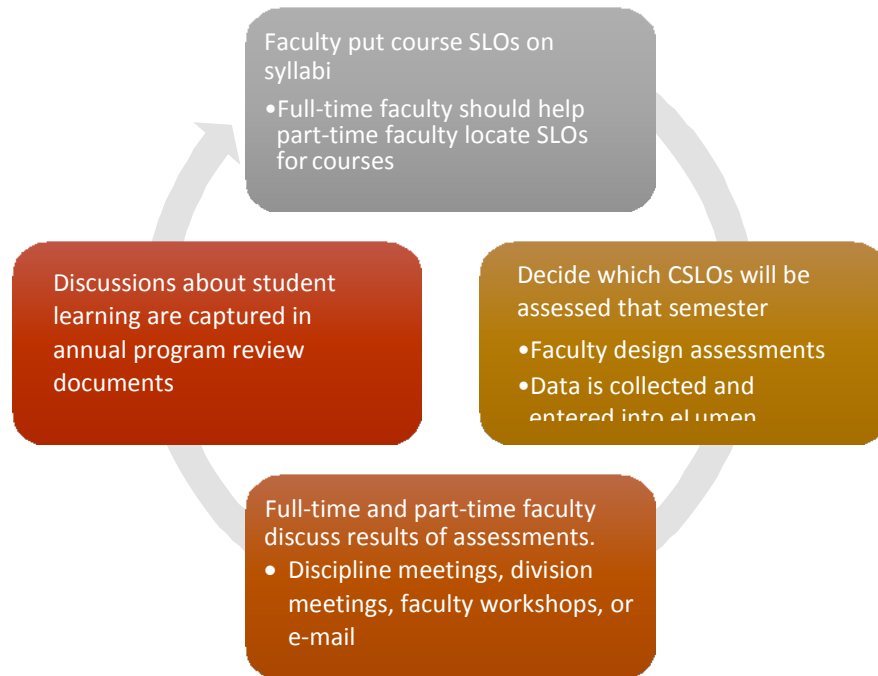 Faculty put course SLOs on
syllabi
•Full-time faculty should help
part-time faculty locate SLOs
for courses
Decide which CSLOs will be
assessed that semester
•Faculty design assessments
•Data is collected and
entered into eLumen
Full-time and part-time faculty
discuss results of assessments.
• Discipline meetings, division
meetings, faculty workshops, or
e-mail
Discussions about student
learning are captured in
annual program review
documents